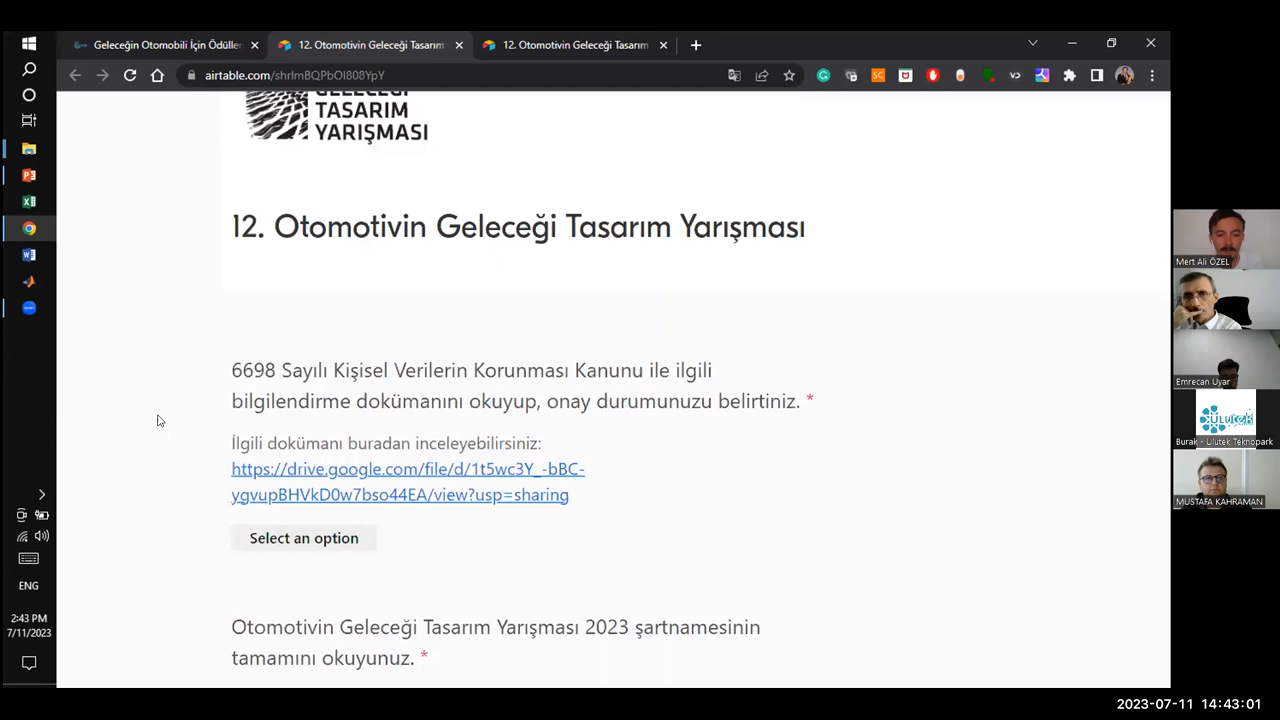 Geleceğin Otomobili İçin Ödüller
12. Otomotivin Geleceği Tasarım
12. Otomotivin Geleceği Tasarım
airtable.com/shrlmBQPbOl808YpY
GELECEĞİ
TASARIM
YARIŞMASI
12. Otomotivin Geleceği Tasarım Yarışması
6698 Sayılı Kişisel Verilerin Korunması Kanunu ile ilgili
bilgilendirme dokümanını okuyup, onay durumunuzu belirtiniz. *
İlgili dokümanı buradan inceleyebilirsiniz:
https://drive.google.com/file/d/1t5wc3Y_-bBC-
ygvupBHVkD0w7bso44EA/view?usp=sharing
Select an option
Otomotivin Geleceği Tasarım Yarışması 2023 şartnamesinin
tamamını okuyunuz. *
ENG
2:43 PM
7/11/2023
Mert Ali ÖZEL
Emrecan Uyar
ULUTEK
Burak - Ulutek Teknopark
MUSTAFA KAHRAMAN
2023-07-11 14:43:01